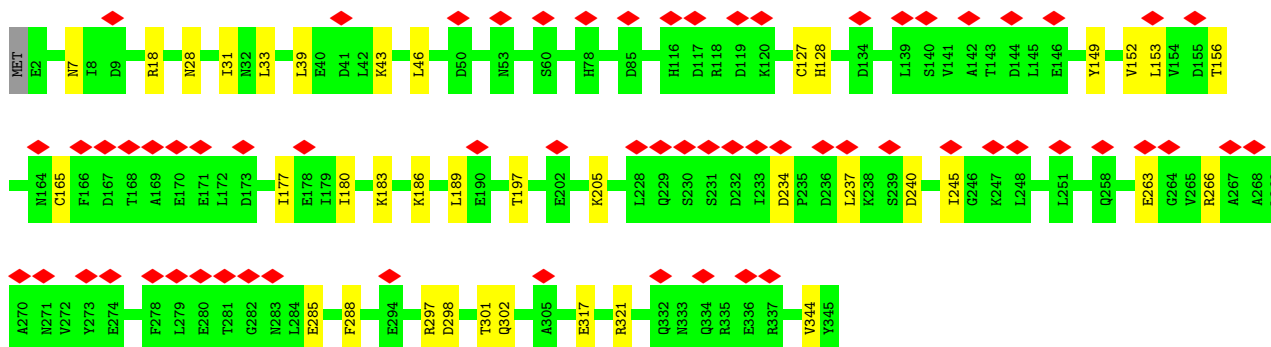 MET E2 N7 I8 D9 R18 N28 I31 N32 L33 L39 E40 D41 L42 K43 L46 D50 N53 S60 H78 D85 H116 D117 R118 D119 K120 C127 H128 D134 L139 S140 V141 A142 T143 D144 L145 E146 Y149 V152 L153 V154 D155 T156
N164 C165 F166 D167 T168 A169 E170 E171 L172 D173 I177 E178 I179 I180 K183 K186 L189 E190 T197 E202 K205 L228 Q229 S230 S231 D232 I233 D234 P235 D236 L237 K238 S239 D240 I245 G246 K247 L248 L251 Q258 E263 G264 V265 R266 A267 A268
A270 N271 V272 Y273 E274 F278 L279 E280 T281 G282 N283 L284 E285 F288 E294 R297 D298 T301 Q302 A305 E317 R321 Q332 N333 Q334 R335 E336 R337 V344 Y345